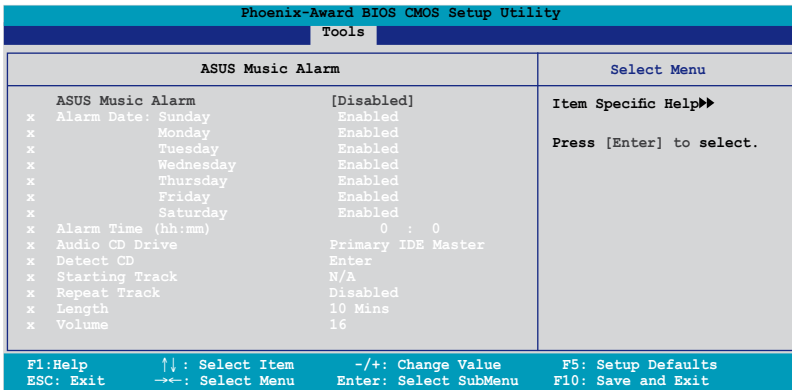 Phoenix-Award BIOS CMOS Setup Utility
Tools
ASUS Music Alarm
Select Menu
ASUS Music Alarm [Disabled]
x Alarm Date: Sunday Enabled
x Monday Enabled
x Tuesday Enabled
x Wednesday Enabled
x Thursday Enabled
x Friday Enabled
x Saturday Enabled
x Alarm Time (hh:mm) 0 : 0
x Audio CD Drive Primary IDE Master
x Detect CD Enter
x Starting Track N/A
x Repeat Track Disabled
x Length 10 Mins
x Volume 16
Item Specific Help▶▶
Press [Enter] to select.
F1:Help ↑↓: Select Item -/+: Change Value F5: Setup Defaults
ESC: Exit →←: Select Menu Enter: Select SubMenu F10: Save and Exit